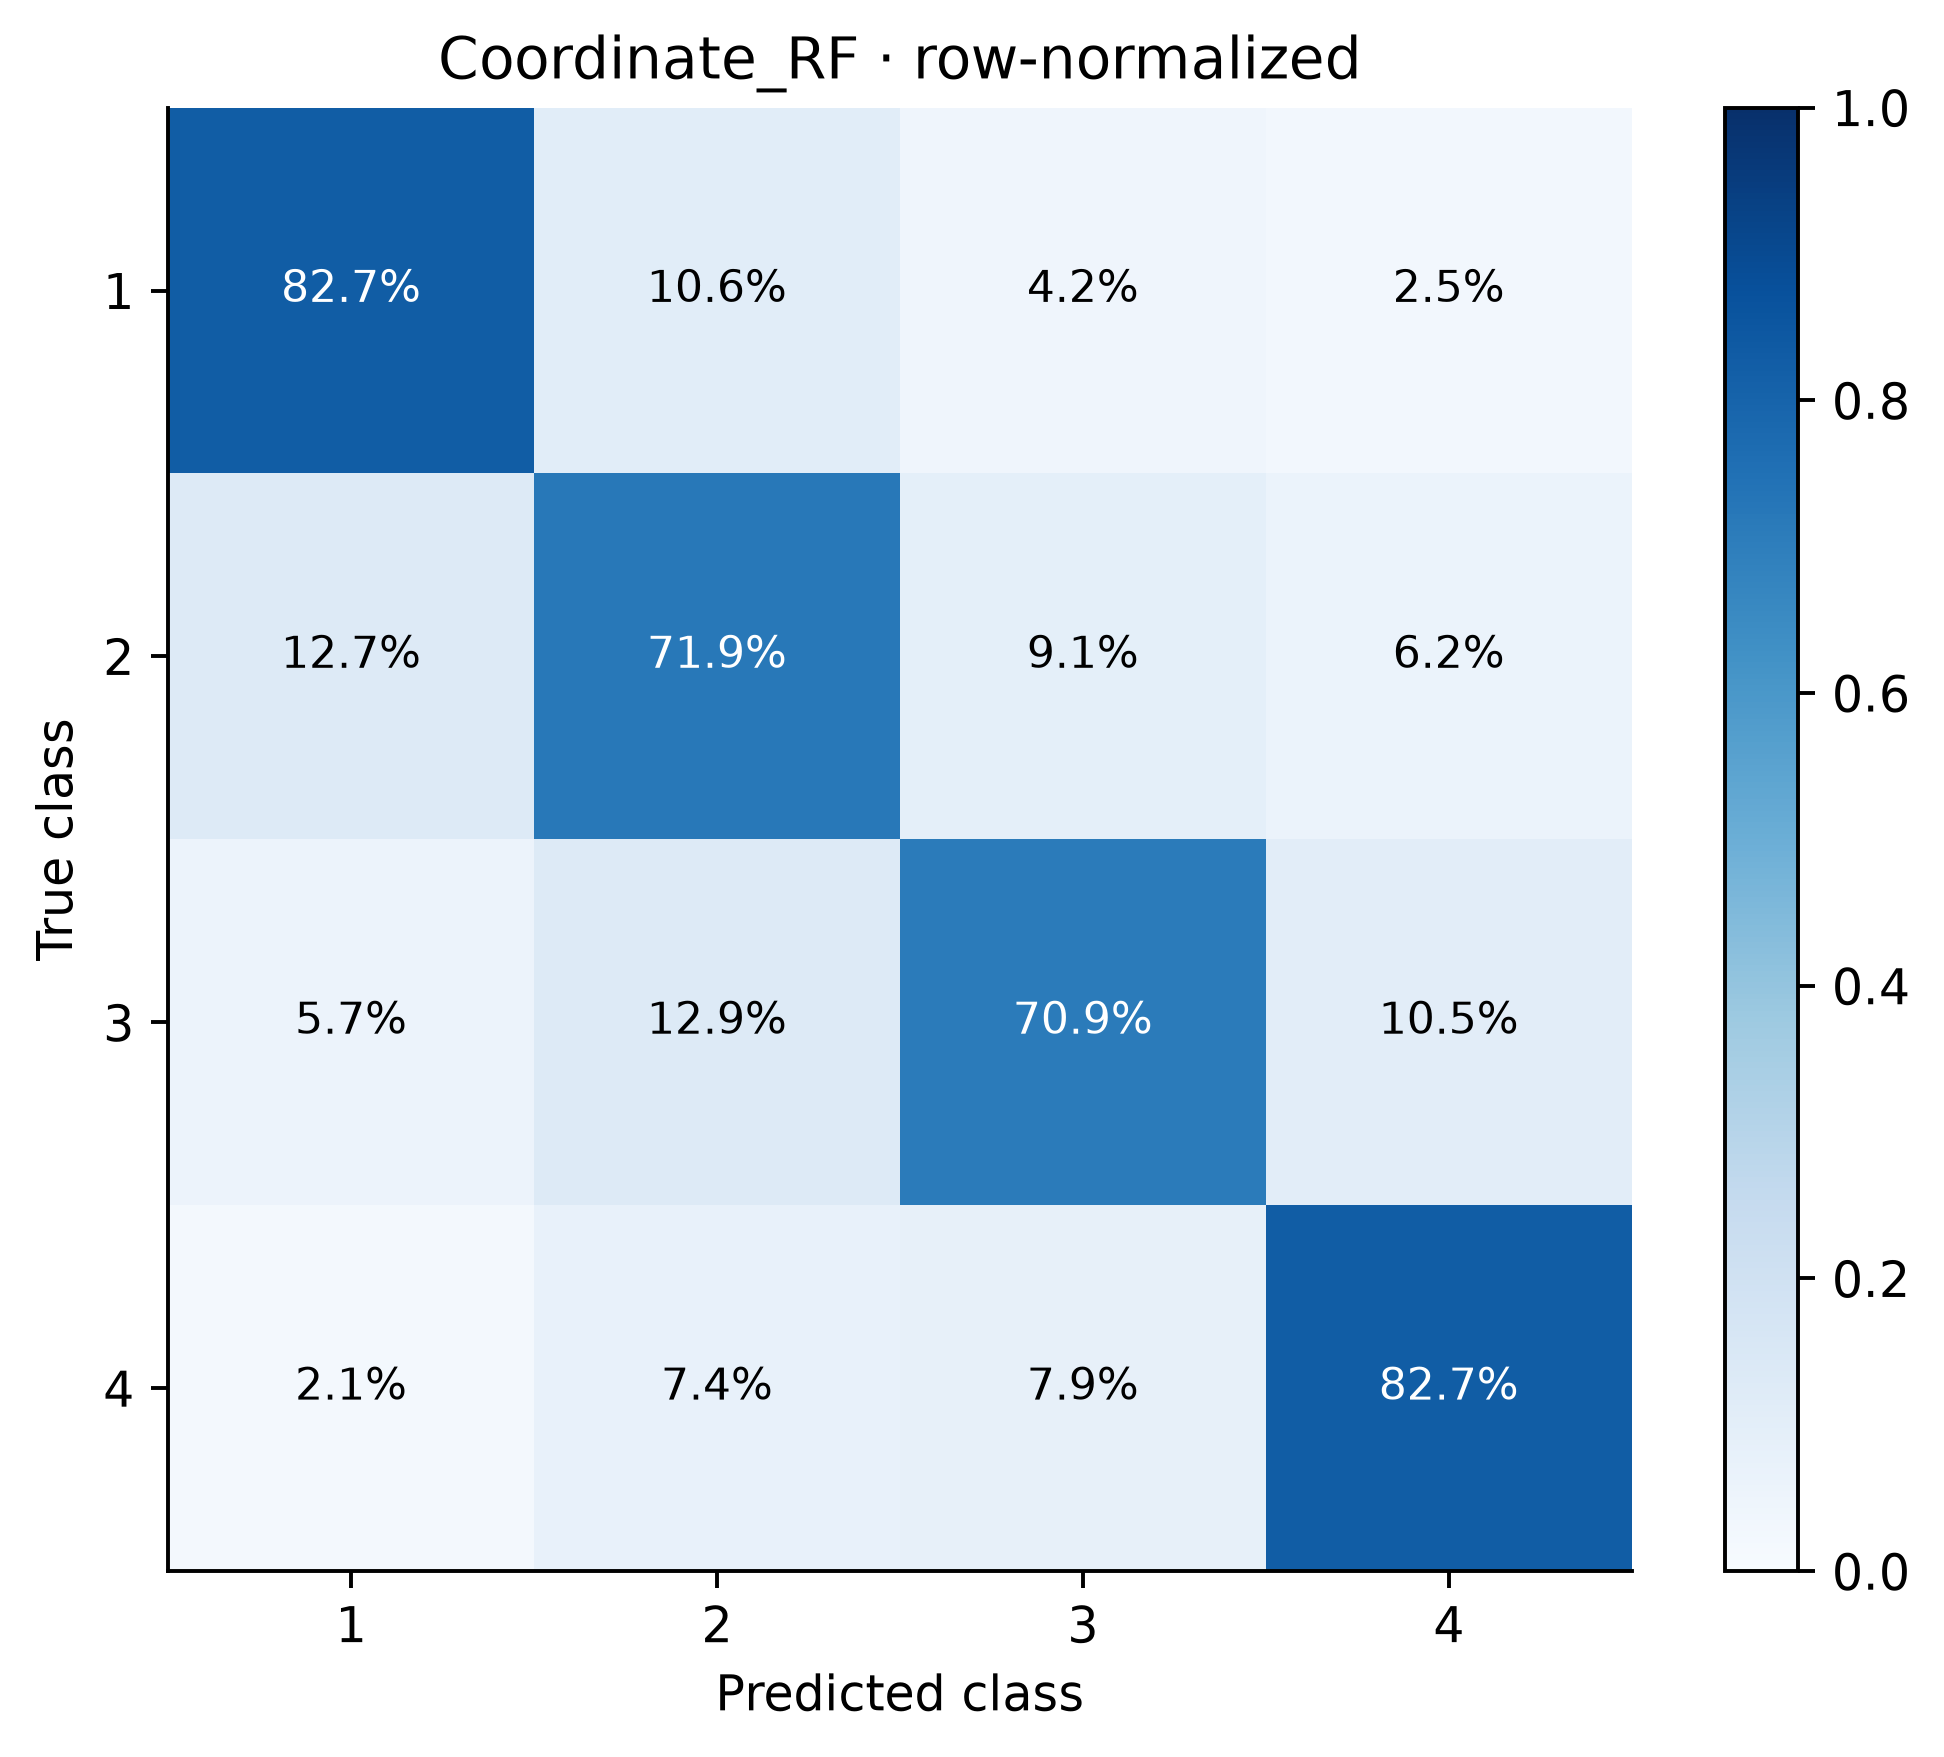 Coordinate_RF · row-normalized
1.0
82.7% 10.6% 4.2% 2.5%
1
0.8
12.7% 71.9% 9.1% 6.2%
2
0.6
True class
5.7% 12.9% 70.9% 10.5%
3
0.4
0.2
2.1% 7.4% 7.9% 82.7%
4
0.0
1 2 3 4
Predicted class